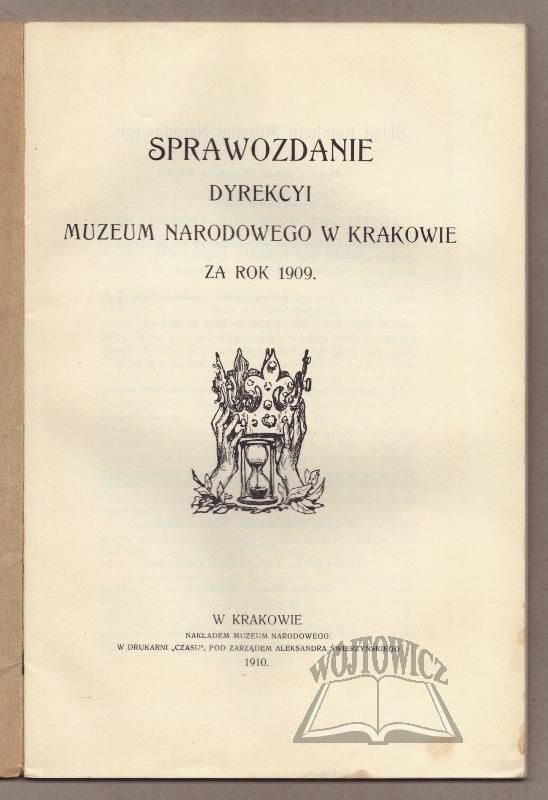 SPRAWOZDANIE
DYREKCYI
MUZEUM NARODOWEGO W KRAKOWIE
ZA ROK 1909.
W KRAKOWIE
NAKŁADEM MUZEUM NARODOWEGO.
W DRUKARNI „CZASU", POD ZARZĄDEM ALEKSANDRA ŚWIERZYŃSKIEGO
1910.
WÓJTOWICZ